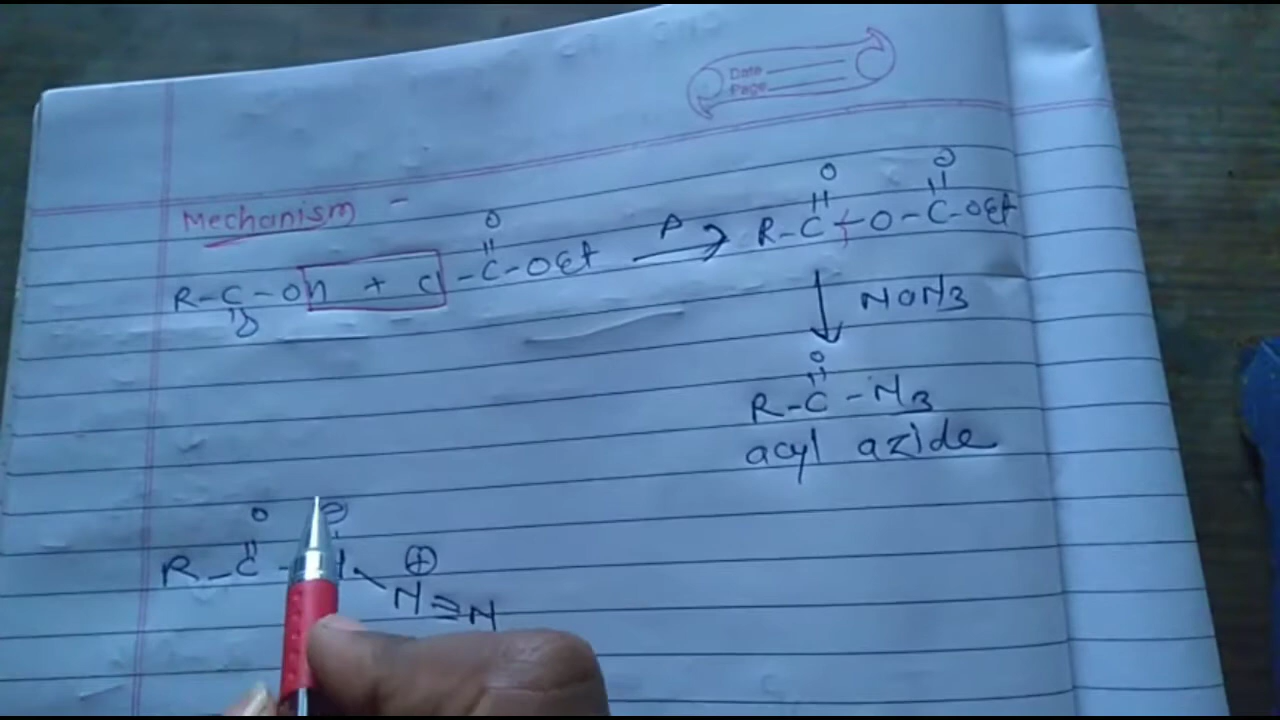 Date
Page
Mechanism -
O
O O
R-C-OH + Cl -C-OEt → R-C-O-C-OEt
O
NaN3
O
R-C-N3
acyl azide
O ⊖
R-C- ⊕
N≡N